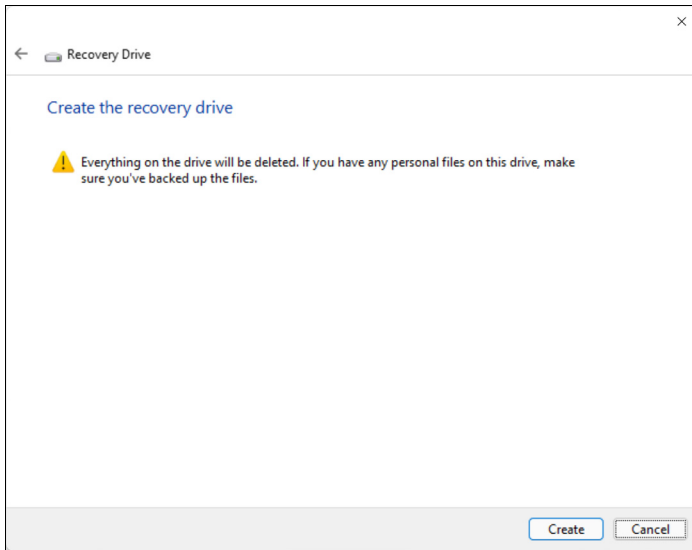 Recovery Drive
Create the recovery drive
Everything on the drive will be deleted. If you have any personal files on this drive, make
sure you've backed up the files.
Create
Cancel